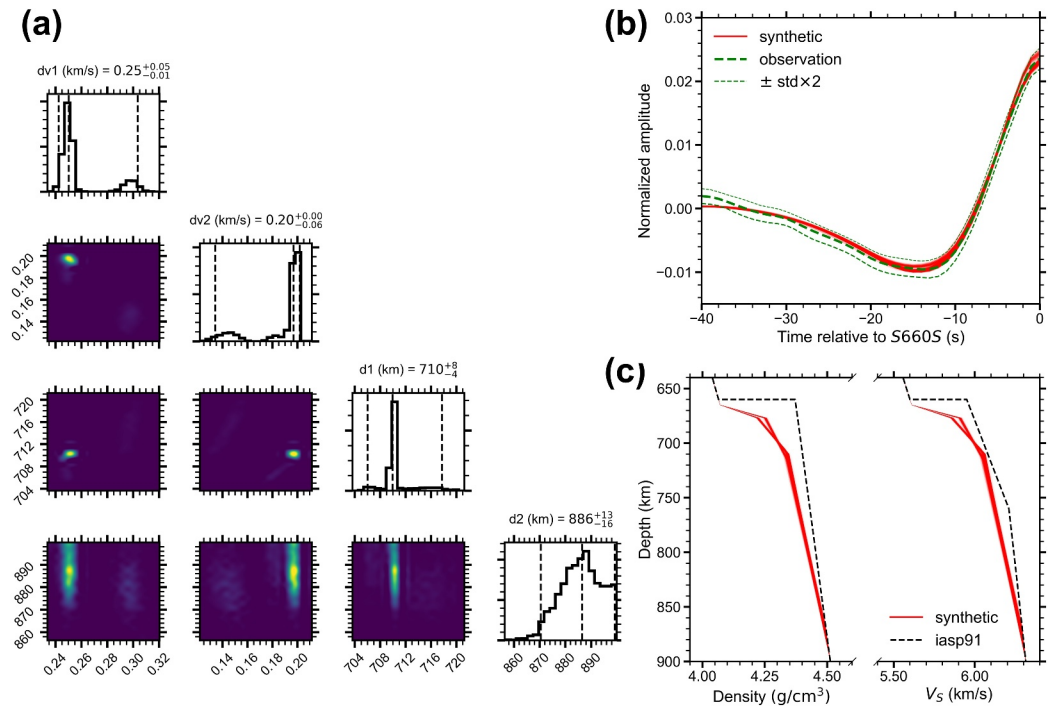 (a)
dv1 (km/s) = 0.25 +0.05 −0.01
dv2 (km/s) = 0.20 +0.00 −0.06
0.20
0.18
0.16
0.14
d1 (km) = 710 +8 −4
720
716
712
708
704
d2 (km) = 886 +13 −16
890
880
870
860
0.24 0.26 0.28 0.30 0.32
0.14 0.16 0.18 0.20
704 708 712 716 720
860 870 880 890
(b)
0.03
0.02
0.01
0.00
−0.01
Normalized amplitude
synthetic
observation
± std×2
−40 −30 −20 −10 0
Time relative to S660S (s)
(c)
650
700
750
800
850
900
Depth (km)
synthetic
iasp91
4.00 4.25 4.50 5.50 6.00
Density (g/cm³) V_S (km/s)